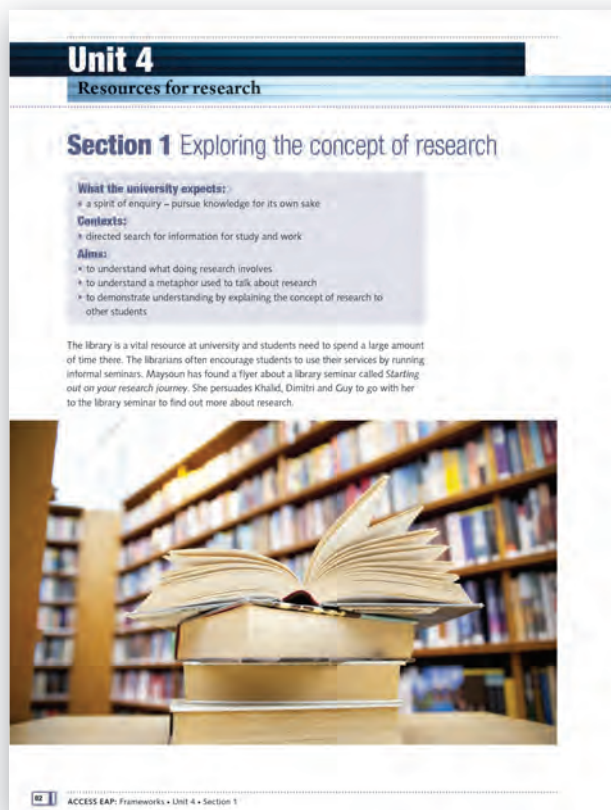 Unit 4
Resources for research
Section 1 Exploring the concept of research
What the university expects:
• a spirit of enquiry – pursue knowledge for its own sake
Contexts:
• directed search for information for study and work
Aims:
• to understand what doing research involves
• to understand a metaphor used to talk about research
• to demonstrate understanding by explaining the concept of research to
other students
The library is a vital resource at university and students need to spend a large amount
of time there. The librarians often encourage students to use their services by running
informal seminars. Maysoun has found a flyer about a library seminar called Starting
out on your research journey. She persuades Khalid, Dimitri and Guy to go with her
to the library seminar to find out more about research.
82 ACCESS EAP: Frameworks • Unit 4 • Section 1